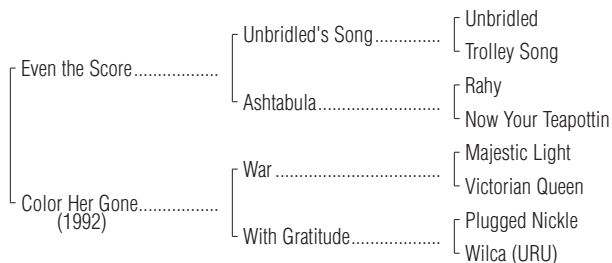 Unbridled
Unbridled's Song..............
Trolley Song
Even the Score..................
Rahy
Ashtabula..........................
Now Your Teapottin
Majestic Light
War ...................................
Victorian Queen
Color Her Gone.................
(1992)
Plugged Nickle
With Gratitude...................
Wilca (URU)